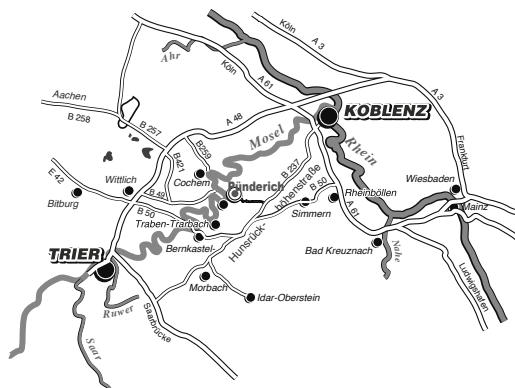 Köln
A 3
Ahr
Köln
A 61
A 3
Aachen
B 258
B 257
A 48
Mosel
KOBLENZ
Rhein
Frankfurt
B 421
B259
B 237
E 42
Wittlich
Cochem
Pünderich
Hunsrück-
höhenstraße
B 50
Rheinböllen
Wiesbaden
Bitburg
B 49
B 50
Traben-Trarbach
Simmern
A 61
Mainz
Bernkastel-
Bad Kreuznach
Nahe
TRIER
Morbach
Idar-Oberstein
Ludwigshafen
Ruwer
Saarbrücke
Saar